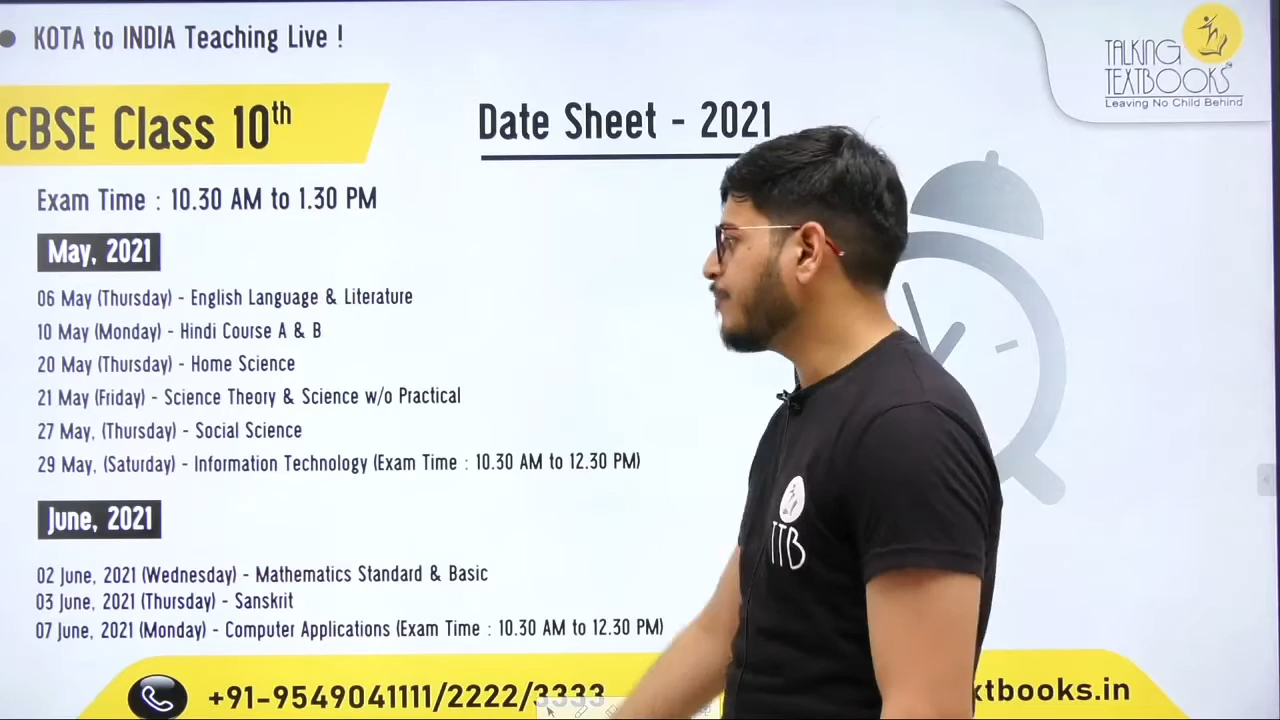 KOTA to INDIA Teaching Live !
TALKING
TEXTBOOKS
Leaving No Child Behind
CBSE Class 10th
Date Sheet - 2021
Exam Time : 10.30 AM to 1.30 PM
May, 2021
06 May (Thursday) - English Language & Literature
10 May (Monday) - Hindi Course A & B
20 May (Thursday) - Home Science
21 May (Friday) - Science Theory & Science w/o Practical
27 May, (Thursday) - Social Science
29 May, (Saturday) - Information Technology (Exam Time : 10.30 AM to 12.30 PM)
TTB
June, 2021
02 June, 2021 (Wednesday) - Mathematics Standard & Basic
03 June, 2021 (Thursday) - Sanskrit
07 June, 2021 (Monday) - Computer Applications (Exam Time : 10.30 AM to 12.30 PM)
+91-9549041111/2222/3333
xtbooks.in